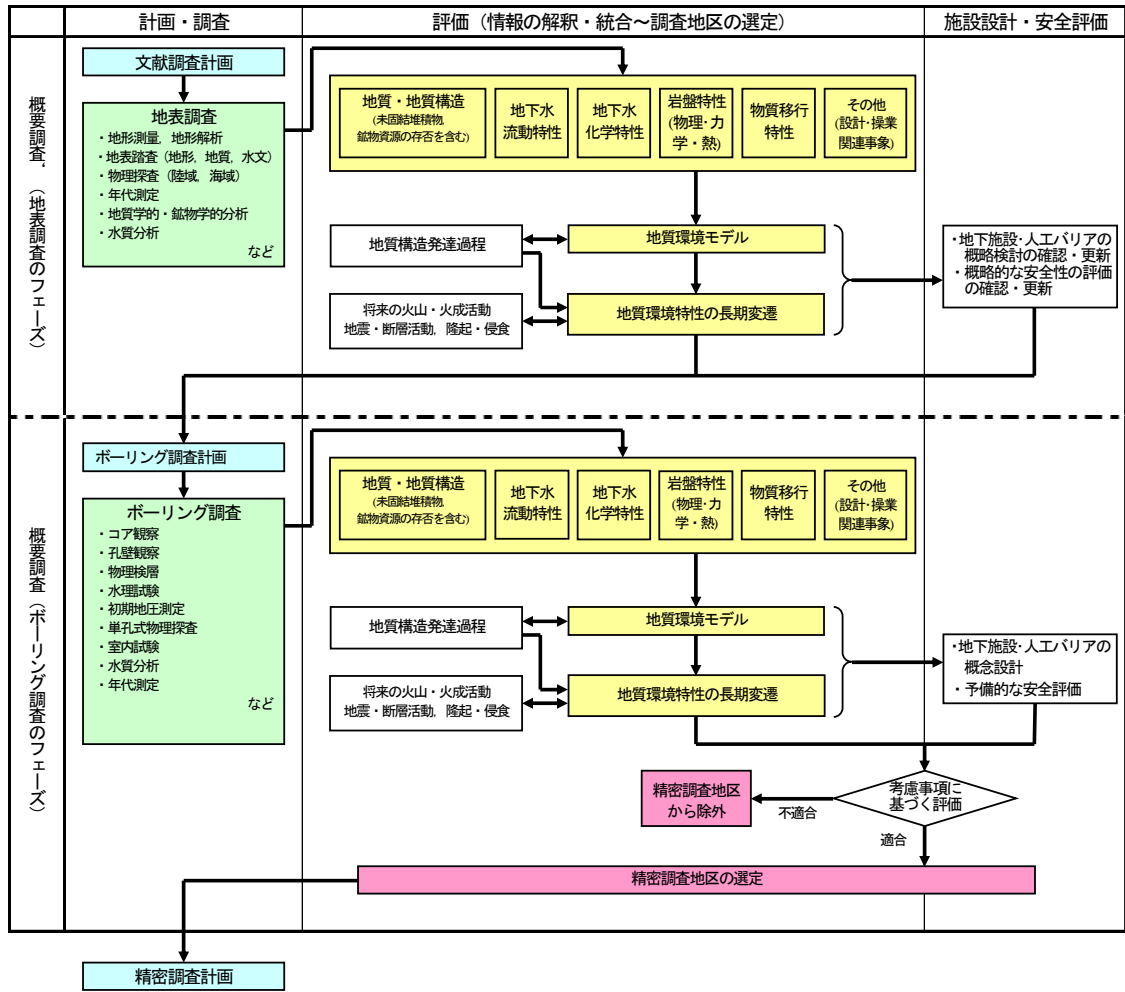 計画・調査
評価（情報の解釈・統合～調査地区の選定）
施設設計・安全評価
概要調査，（地表調査のフェーズ）
文献調査計画
地表調査
・地形測量，地形解析
・地表踏査（地形，地質，水文）
・物理探査（陸域，海域）
・年代測定
・地質学的・鉱物学的分析
・水質分析
など
地質・地質構造
(未固結堆積物,
鉱物資源の存否を含む)
地下水
流動特性
地下水
化学特性
岩盤特性
(物理・力
学・熱)
物質移行
特性
その他
(設計・操業
関連事象)
地質構造発達過程
地質環境モデル
将来の火山・火成活動
地震・断層活動，隆起・侵食
地質環境特性の長期変遷
・地下施設・人工バリアの
概略検討の確認・更新
・概略的な安全性の評価
の確認・更新
概要調査（ボーリング調査のフェーズ）
ボーリング調査計画
ボーリング調査
・コア観察
・孔壁観察
・物理検層
・水理試験
・初期地圧測定
・単孔式物理探査
・室内試験
・水質分析
・年代測定
など
地質・地質構造
(未固結堆積物,
鉱物資源の存否を含む)
地下水
流動特性
地下水
化学特性
岩盤特性
(物理・力
学・熱)
物質移行
特性
その他
(設計・操業
関連事象)
地質構造発達過程
地質環境モデル
将来の火山・火成活動
地震・断層活動，隆起・侵食
地質環境特性の長期変遷
・地下施設・人工バリアの
概念設計
・予備的な安全評価
精密調査地区
から除外
不適合
考慮事項に
基づく評価
適合
精密調査地区の選定
精密調査計画